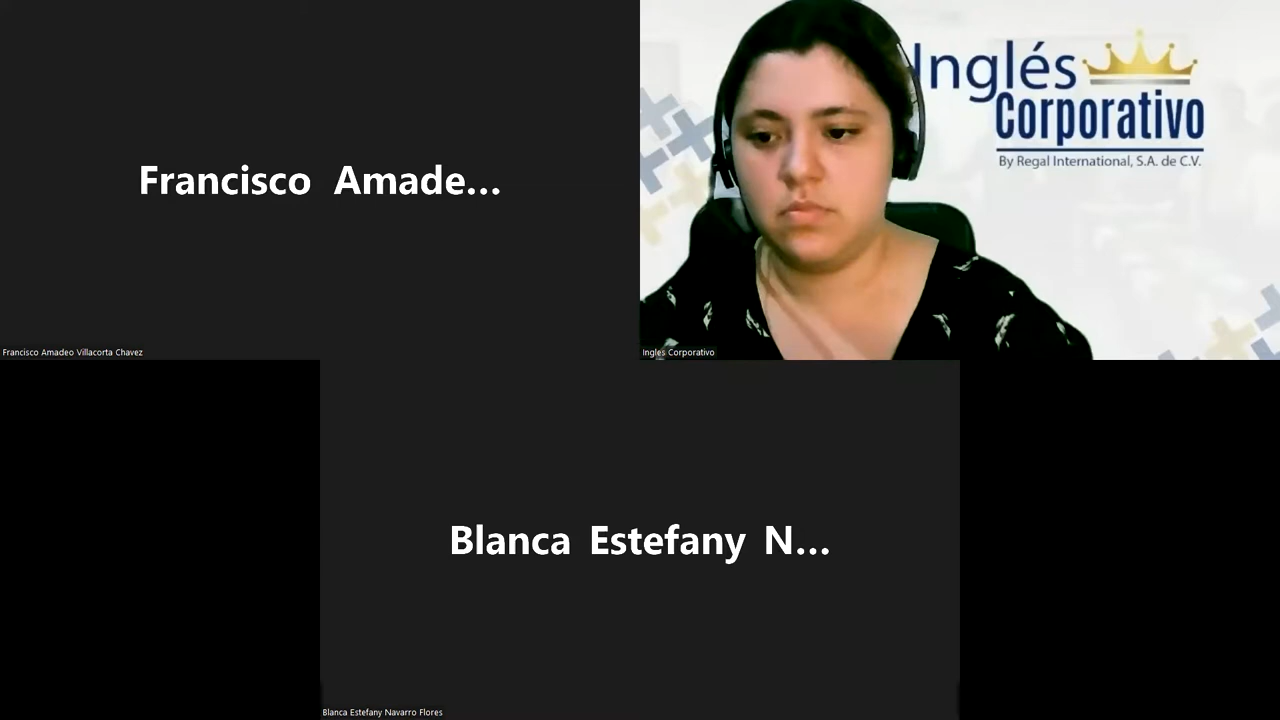 Francisco Amade...
Francisco Amadeo Villacorta Chavez
Inglés
Corporativo
By Regal International, S.A. de C.V.
Ingles Corporativo
Blanca Estefany N...
Blanca Estefany Navarro Flores